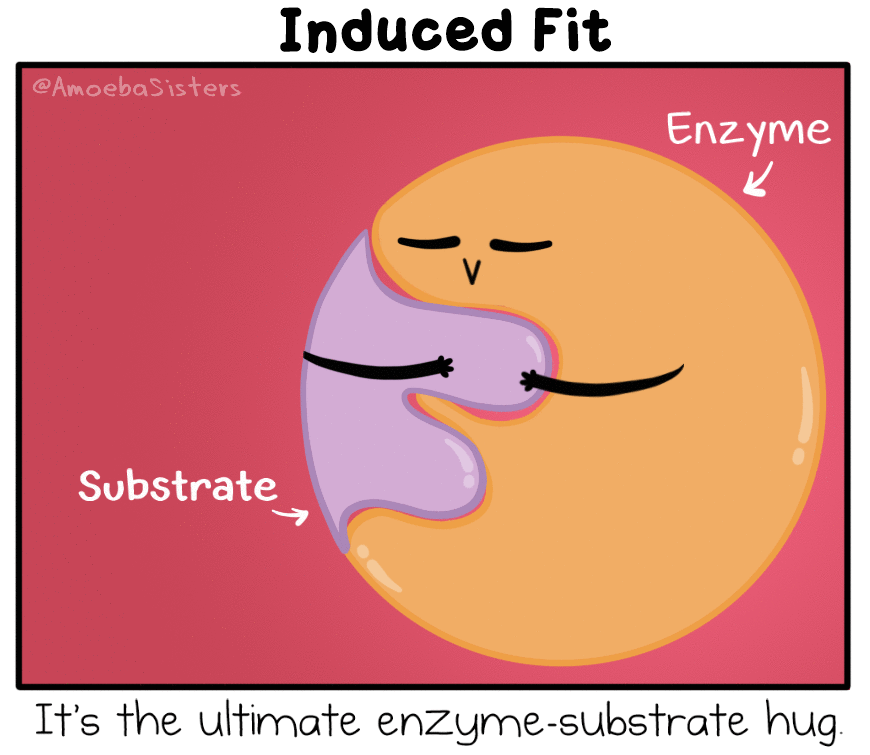 Induced Fit
@AmoebaSisters
Enzyme
Substrate
It's the ultimate enzyme-substrate hug.